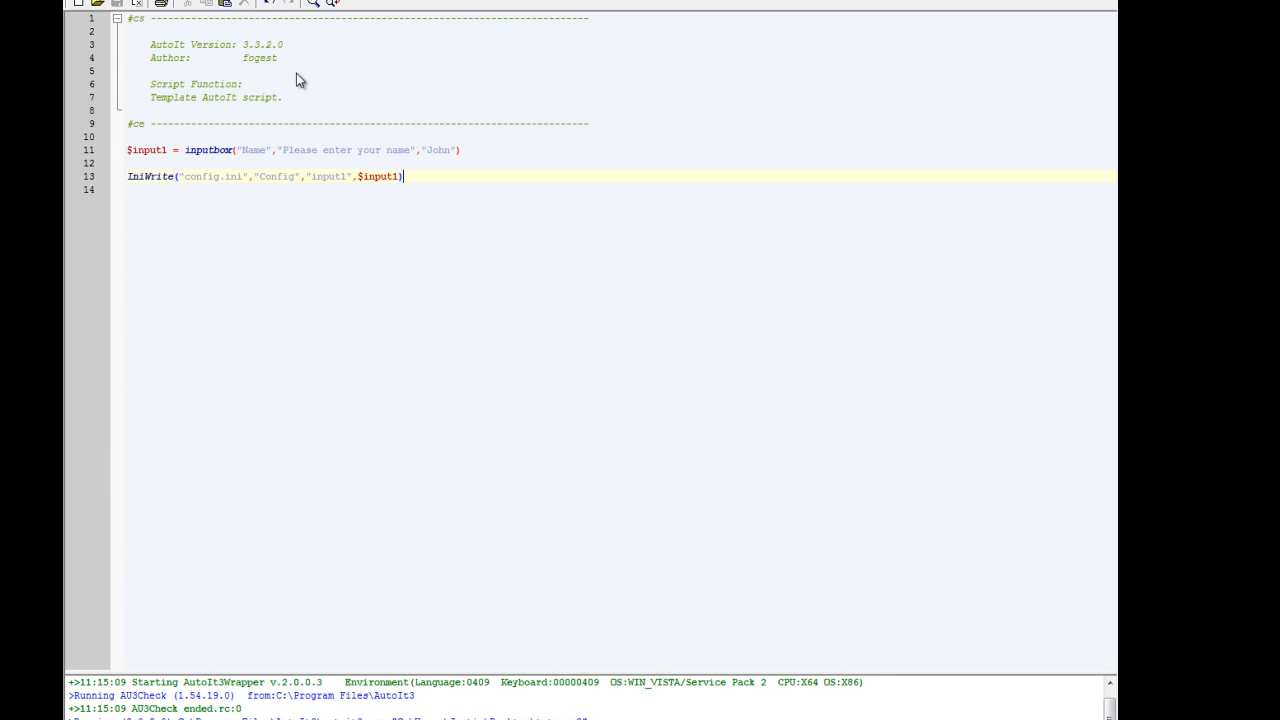 1 #cs ----------------------------------------------------------------------------
2
3 AutoIt Version: 3.3.2.0
4 Author: fogest
5
6 Script Function:
7 Template AutoIt script.
8
9 #ce ----------------------------------------------------------------------------
10
11 $input1 = inputbox("Name","Please enter your name","John")
12
13 IniWrite("config.ini","Config","input1",$input1)
14
+>11:15:09 Starting AutoIt3Wrapper v.2.0.0.3 Environment(Language:0409 Keyboard:00000409 OS:WIN_VISTA/Service Pack 2 CPU:X64 OS:X86)
>Running AU3Check (1.54.19.0) from:C:\Program Files\AutoIt3
+>11:15:09 AU3Check ended.rc:0